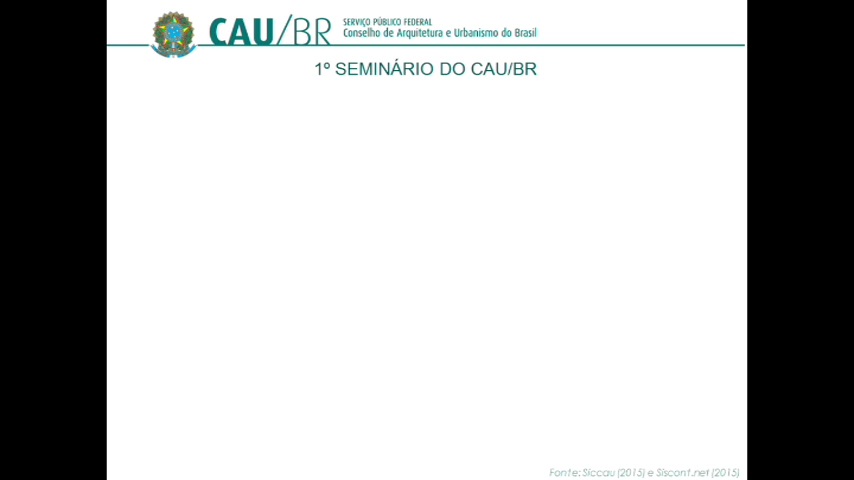 CAU/BR
SERVIÇO PÚBLICO FEDERAL
Conselho de Arquitetura e Urbanismo do Brasil
1º SEMINÁRIO DO CAU/BR
Fonte: Siccau (2015) e Siscont.net (2015)